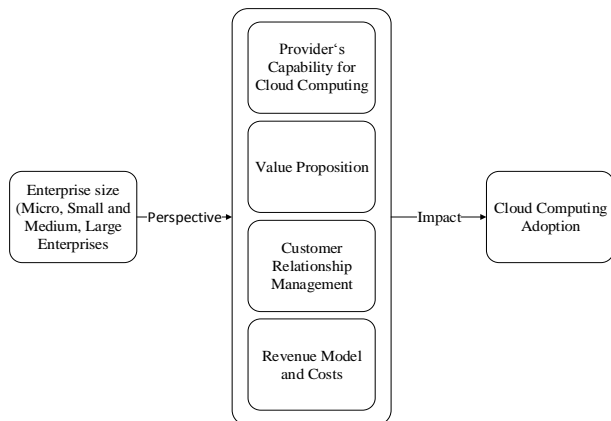 Provider‘s
Capability for
Cloud Computing
Value Proposition
Enterprise size
(Micro, Small and
Medium, Large
Enterprises
Perspective
Customer
Relationship
Management
Revenue Model
and Costs
Impact
Cloud Computing
Adoption